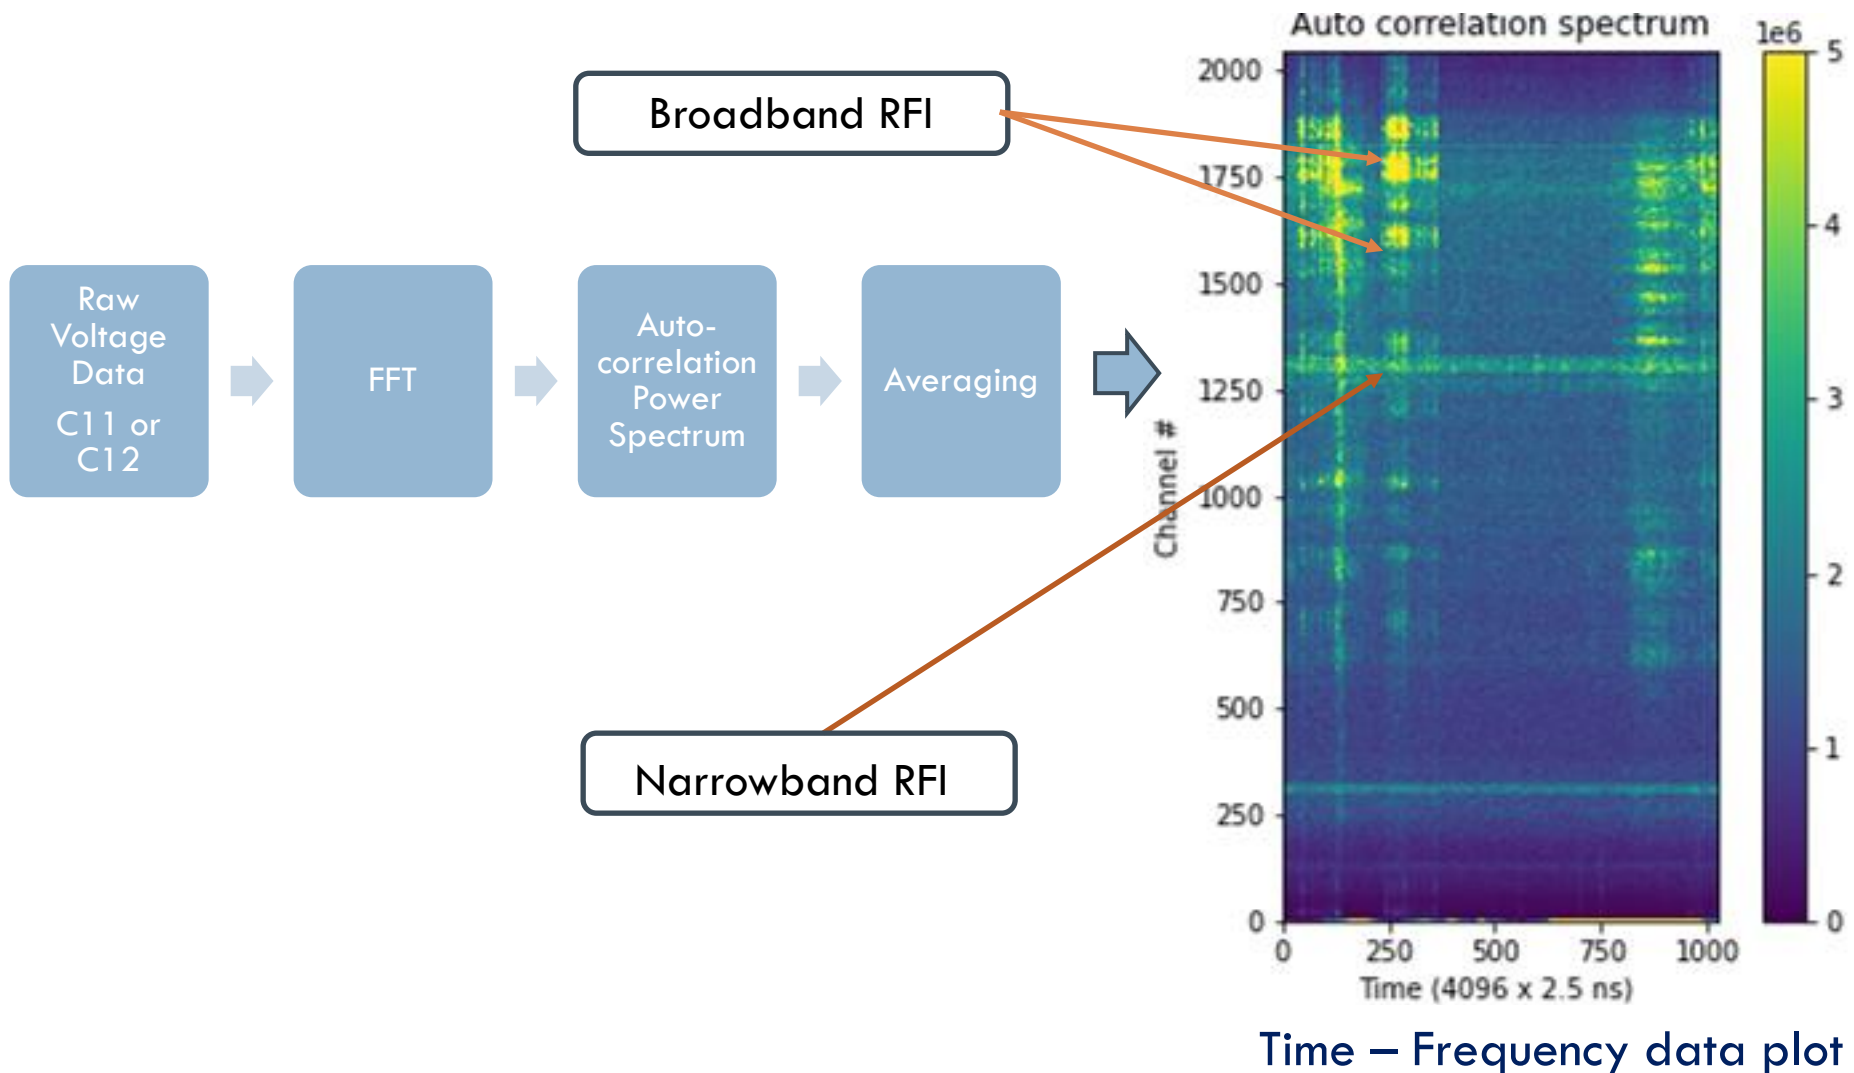 Broadband RFI
Raw
Voltage
Data
C11 or
C12
FFT
Auto-
correlation
Power
Spectrum
Averaging
Narrowband RFI
Auto correlation spectrum
1e6
2000
1750
1500
1250
1000
750
500
250
0
Channel #
0
250
500
750
1000
Time (4096 x 2.5 ns)
5
4
3
2
1
0
Time – Frequency data plot